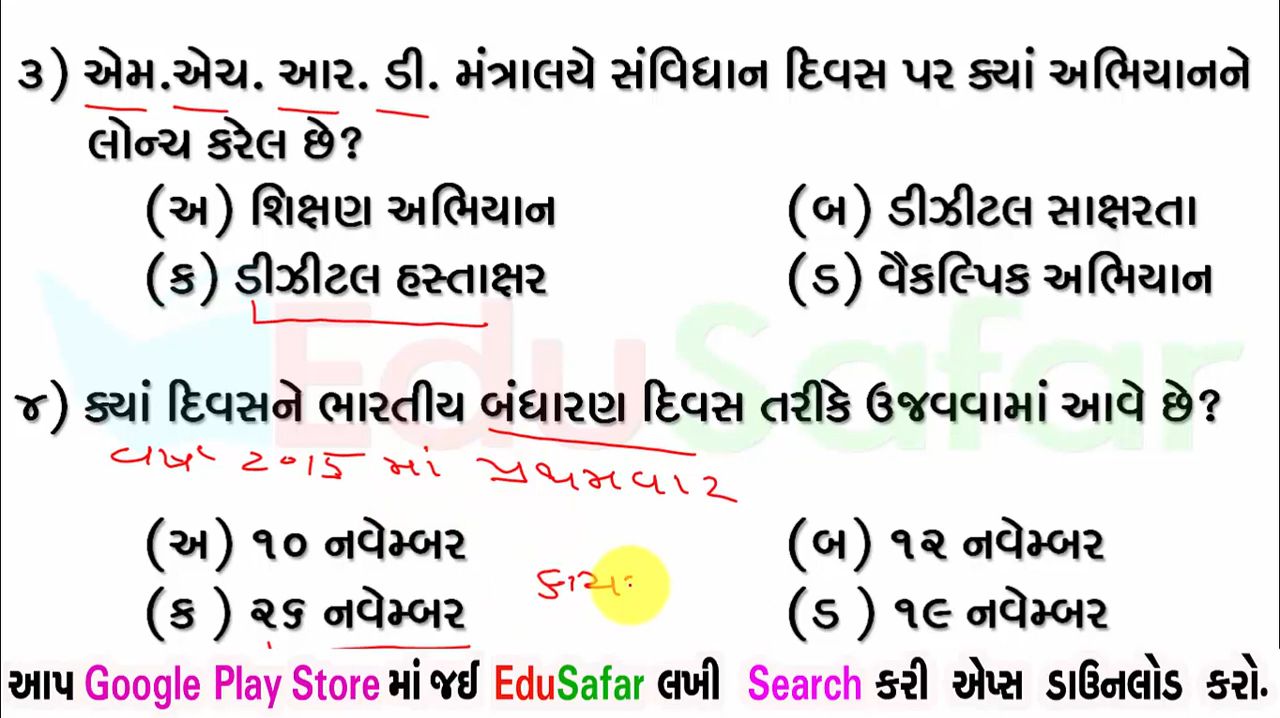 ૩) એમ.એચ. આર. ડી. મંત્રાલયે સંવિધાન દિવસ પર ક્યાં અભિયાનને
લોન્ચ કરેલ છે?
(અ) શિક્ષણ અભિયાન (બ) ડીઝીટલ સાક્ષરતા
(ક) ડીઝીટલ હસ્તાક્ષર (ડ) વૈકલ્પિક અભિયાન
EduSafar
૪) ક્યાં દિવસને ભારતીય બંધારણ દિવસ તરીકે ઉજવવામાં આવે છે?
વર્ષ 2015 માં પ્રથમવાર
(અ) ૧૦ નવેમ્બર (બ) ૧૨ નવેમ્બર
(ક) ૨૬ નવેમ્બર (ડ) ૧૯ નવેમ્બર
આપ Google Play Store માં જઈ EduSafar લખી Search કરી એપ્સ ડાઉનલોડ કરો.